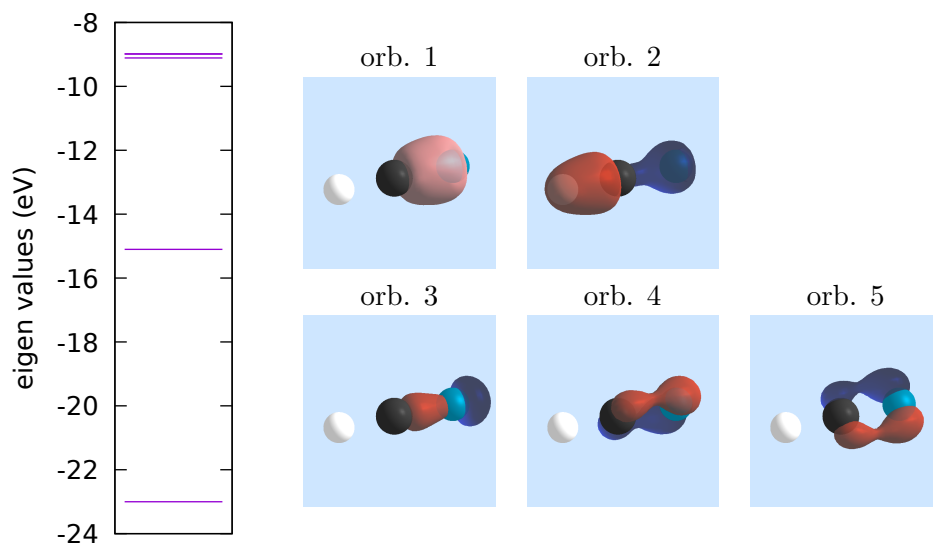 eigen values (eV)
-8
-10
-12
-14
-16
-18
-20
-22
-24
orb. 1
orb. 2
orb. 3
orb. 4
orb. 5